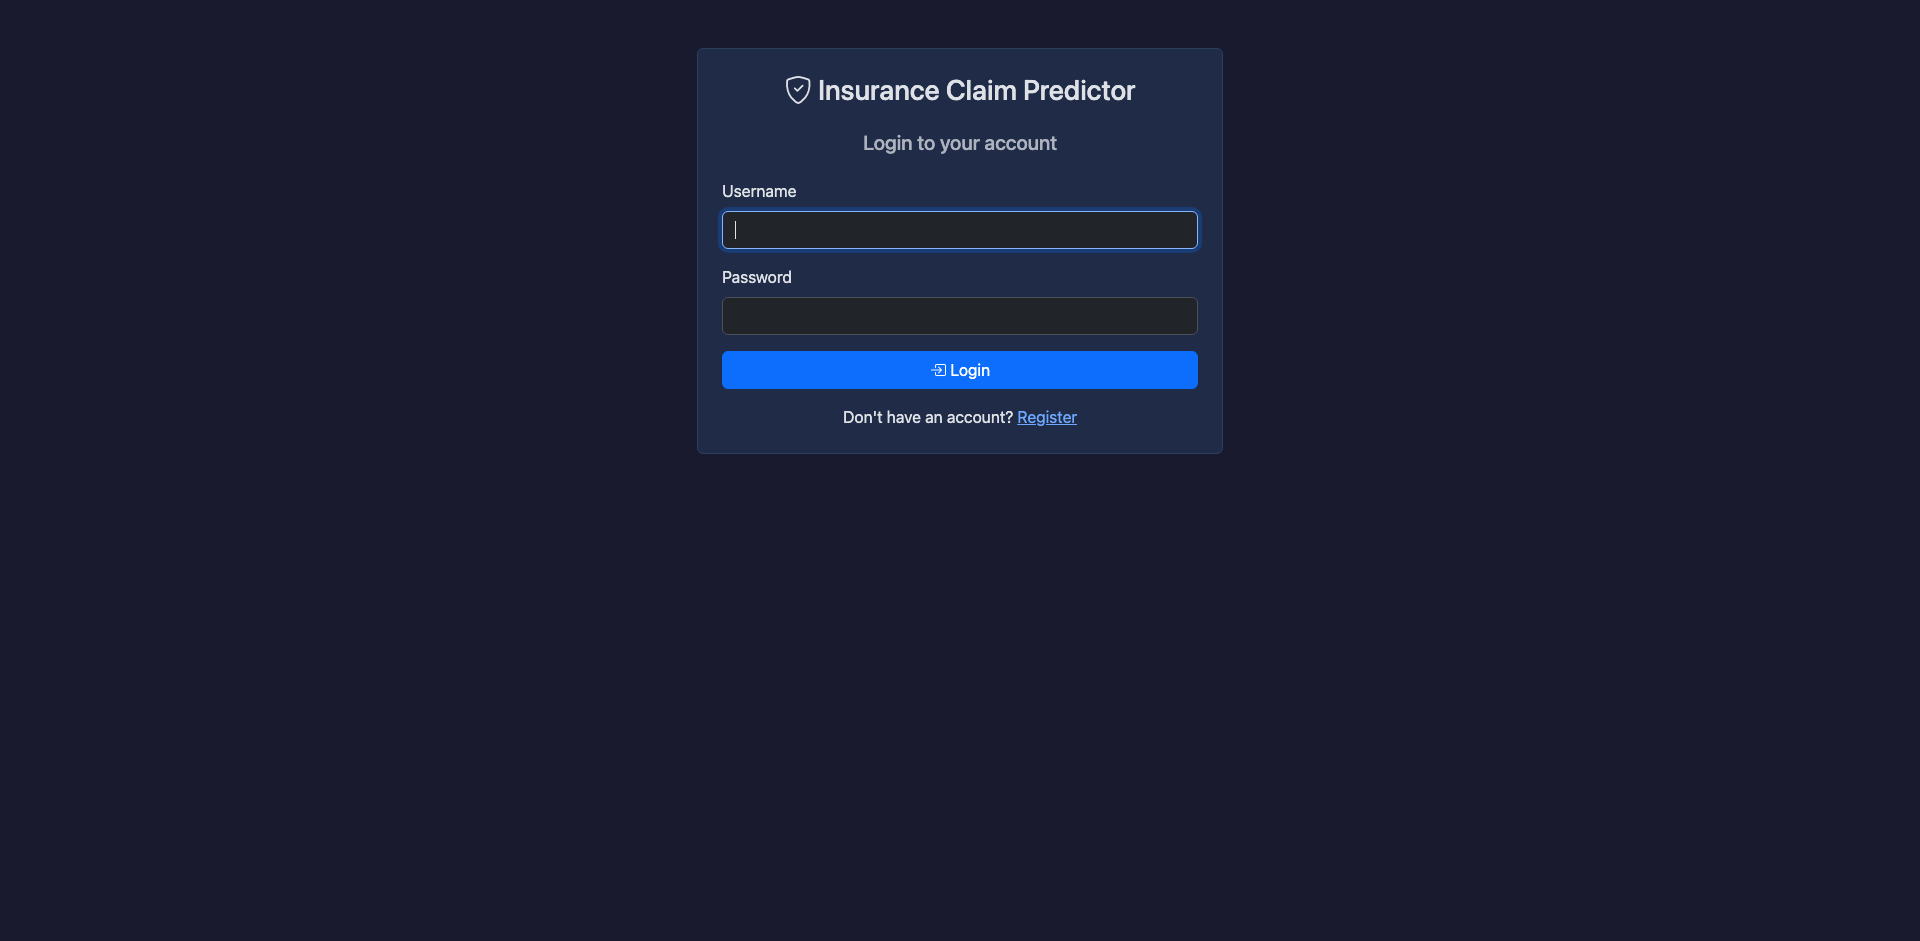 Insurance Claim Predictor
Login to your account
Username
Password
Login
Don't have an account? Register